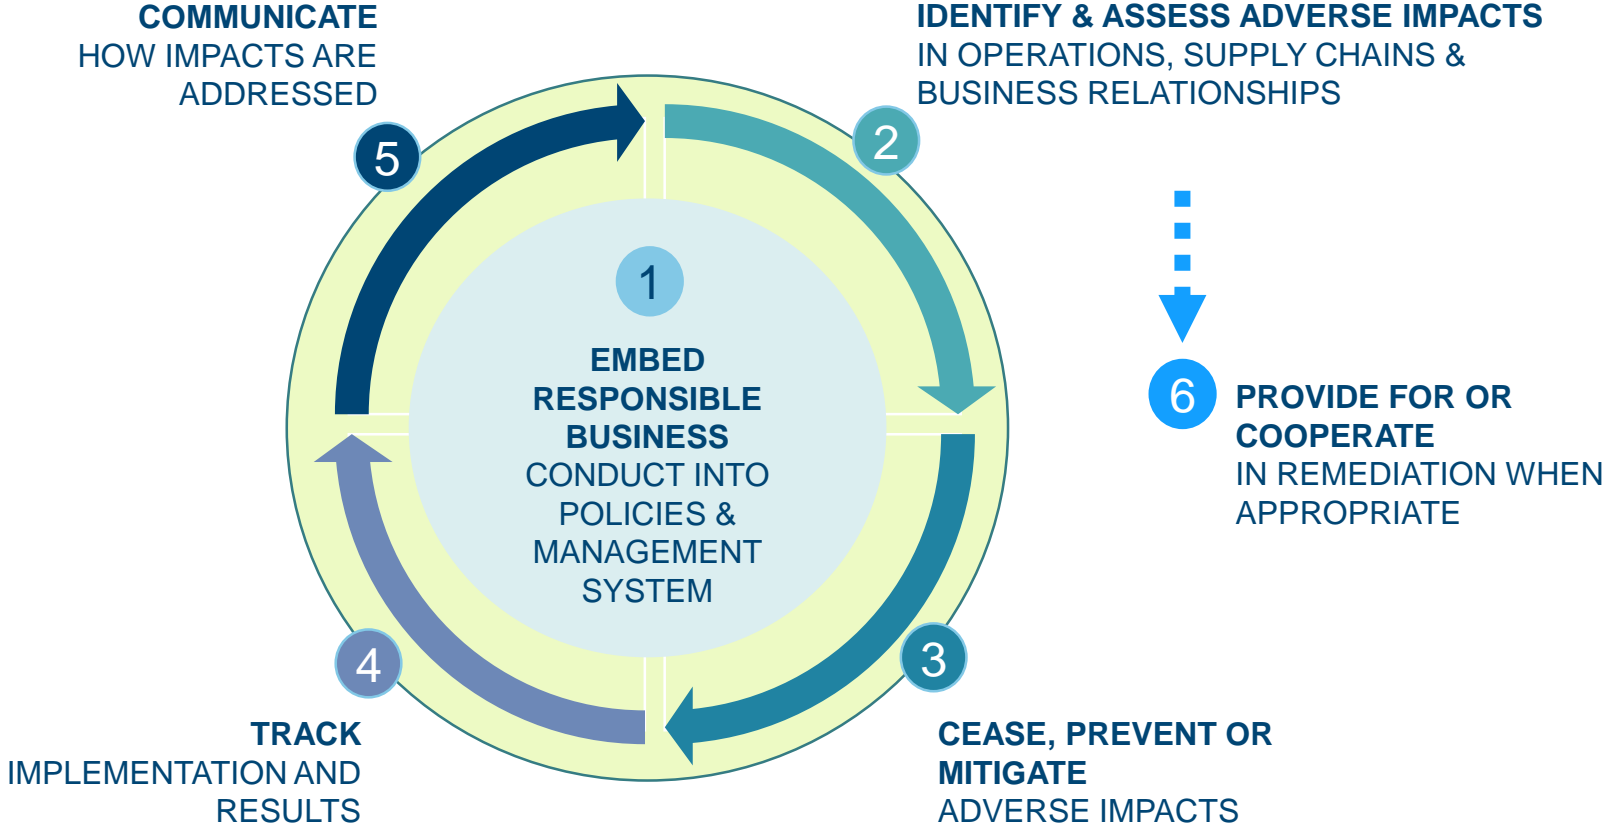 COMMUNICATE
HOW IMPACTS ARE
ADDRESSED
5
IDENTIFY & ASSESS ADVERSE IMPACTS
IN OPERATIONS, SUPPLY CHAINS &
BUSINESS RELATIONSHIPS
2
1
EMBED
RESPONSIBLE
BUSINESS
CONDUCT INTO
POLICIES &
MANAGEMENT
SYSTEM
6
PROVIDE FOR OR
COOPERATE
IN REMEDIATION WHEN
APPROPRIATE
4
TRACK
IMPLEMENTATION AND
RESULTS
3
CEASE, PREVENT OR
MITIGATE
ADVERSE IMPACTS